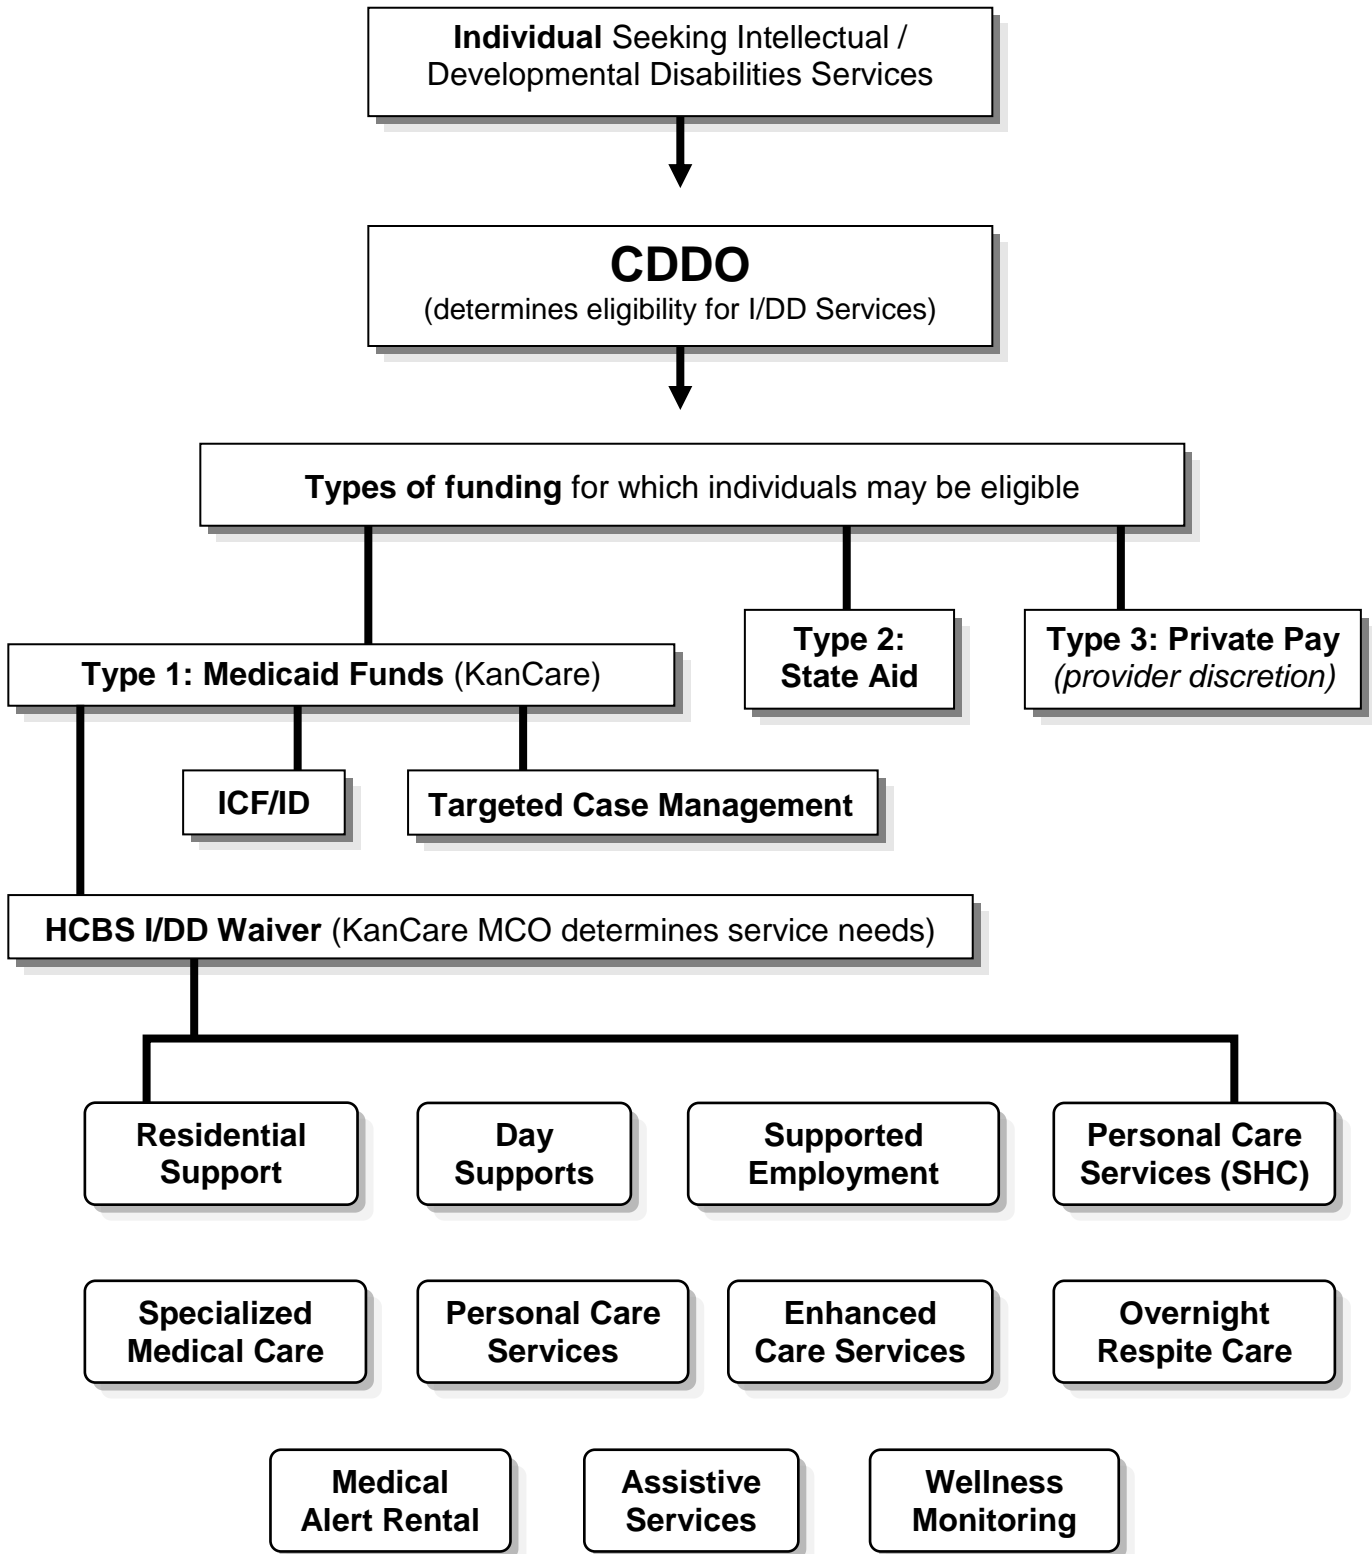 Individual Seeking Intellectual /
Developmental Disabilities Services
CDDO
(determines eligibility for I/DD Services)
Types of funding for which individuals may be eligible
Type 1: Medicaid Funds (KanCare)
Type 2:
State Aid
Type 3: Private Pay
(provider discretion)
ICF/ID
Targeted Case Management
HCBS I/DD Waiver (KanCare MCO determines service needs)
Residential
Support
Day
Supports
Supported
Employment
Personal Care
Services (SHC)
Specialized
Medical Care
Personal Care
Services
Enhanced
Care Services
Overnight
Respite Care
Medical
Alert Rental
Assistive
Services
Wellness
Monitoring